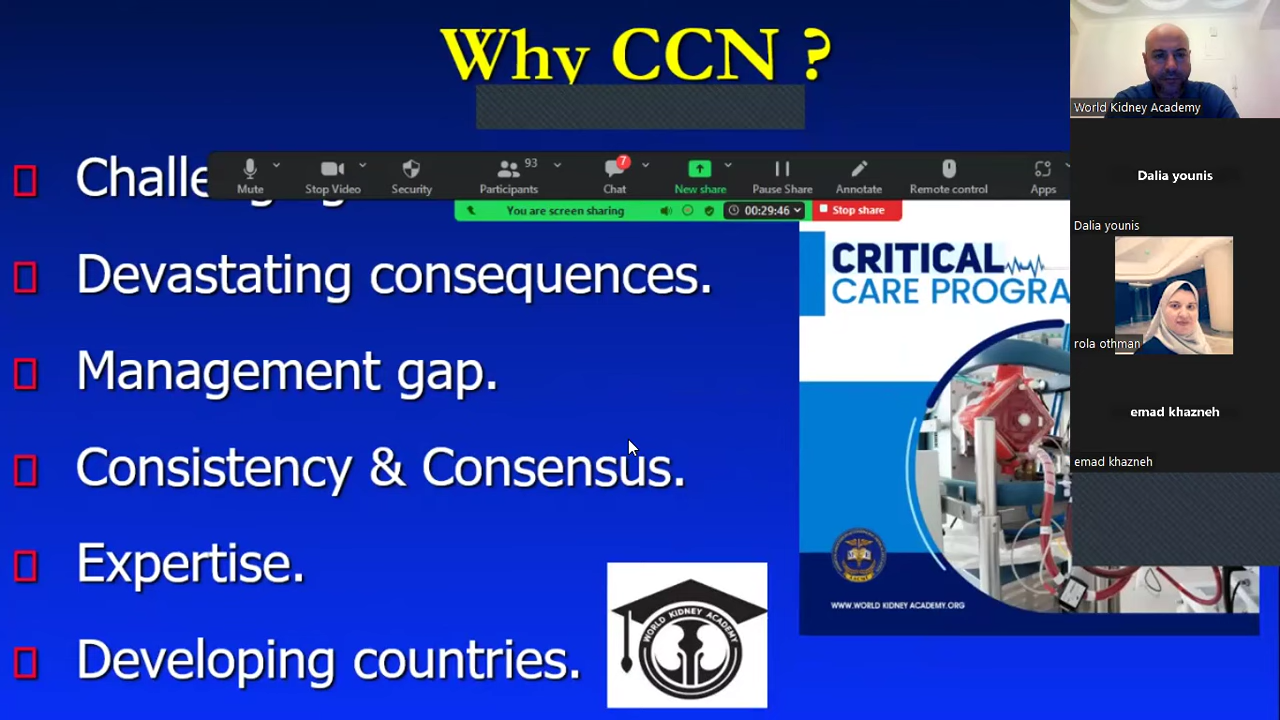 Why CCN ?
Mute
Stop Video
Security
93
Participants
7
Chat
New share
Pause Share
Annotate
Remote control
Apps
You are screen sharing
00:29:46
Stop share
Devastating consequences.
Management gap.
Consistency & Consensus.
Expertise.
Developing countries.
WORLD KIDNEY ACADEMY
CRITICAL
CARE PROGRA
WWW.WORLD KIDNEY ACADEMY.ORG
World Kidney Academy
Dalia younis
Dalia younis
rola othman
emad khazneh
emad khazneh